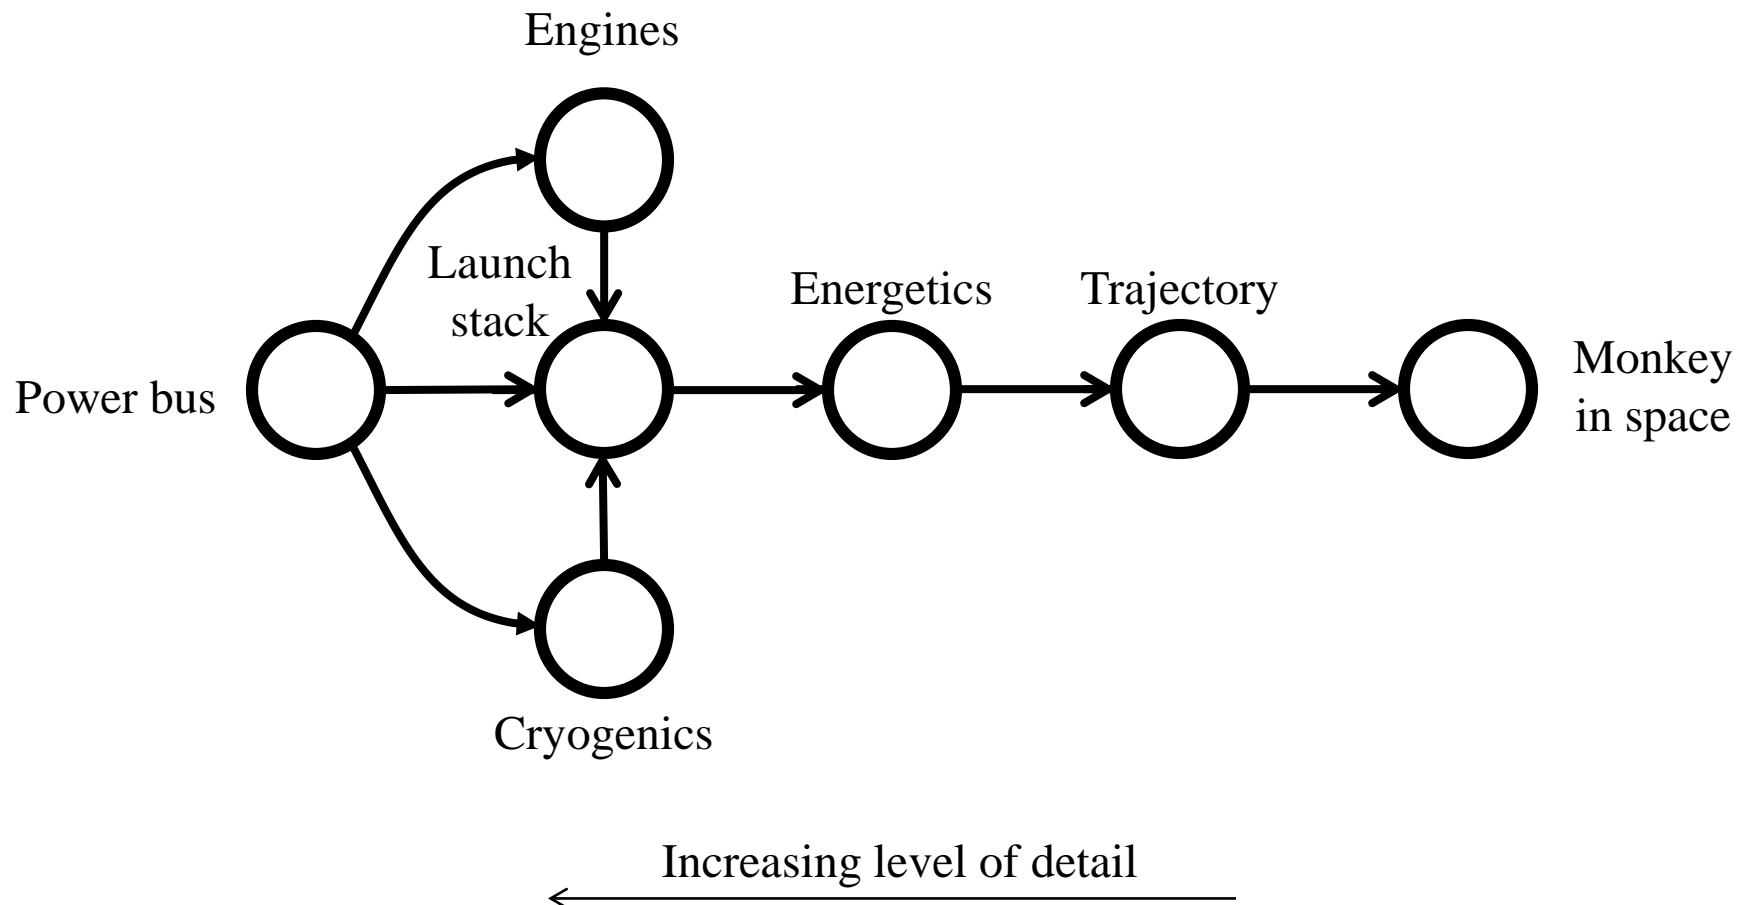 Engines
Launch
stack
Energetics
Trajectory
Power bus
Monkey
in space
Cryogenics
Increasing level of detail